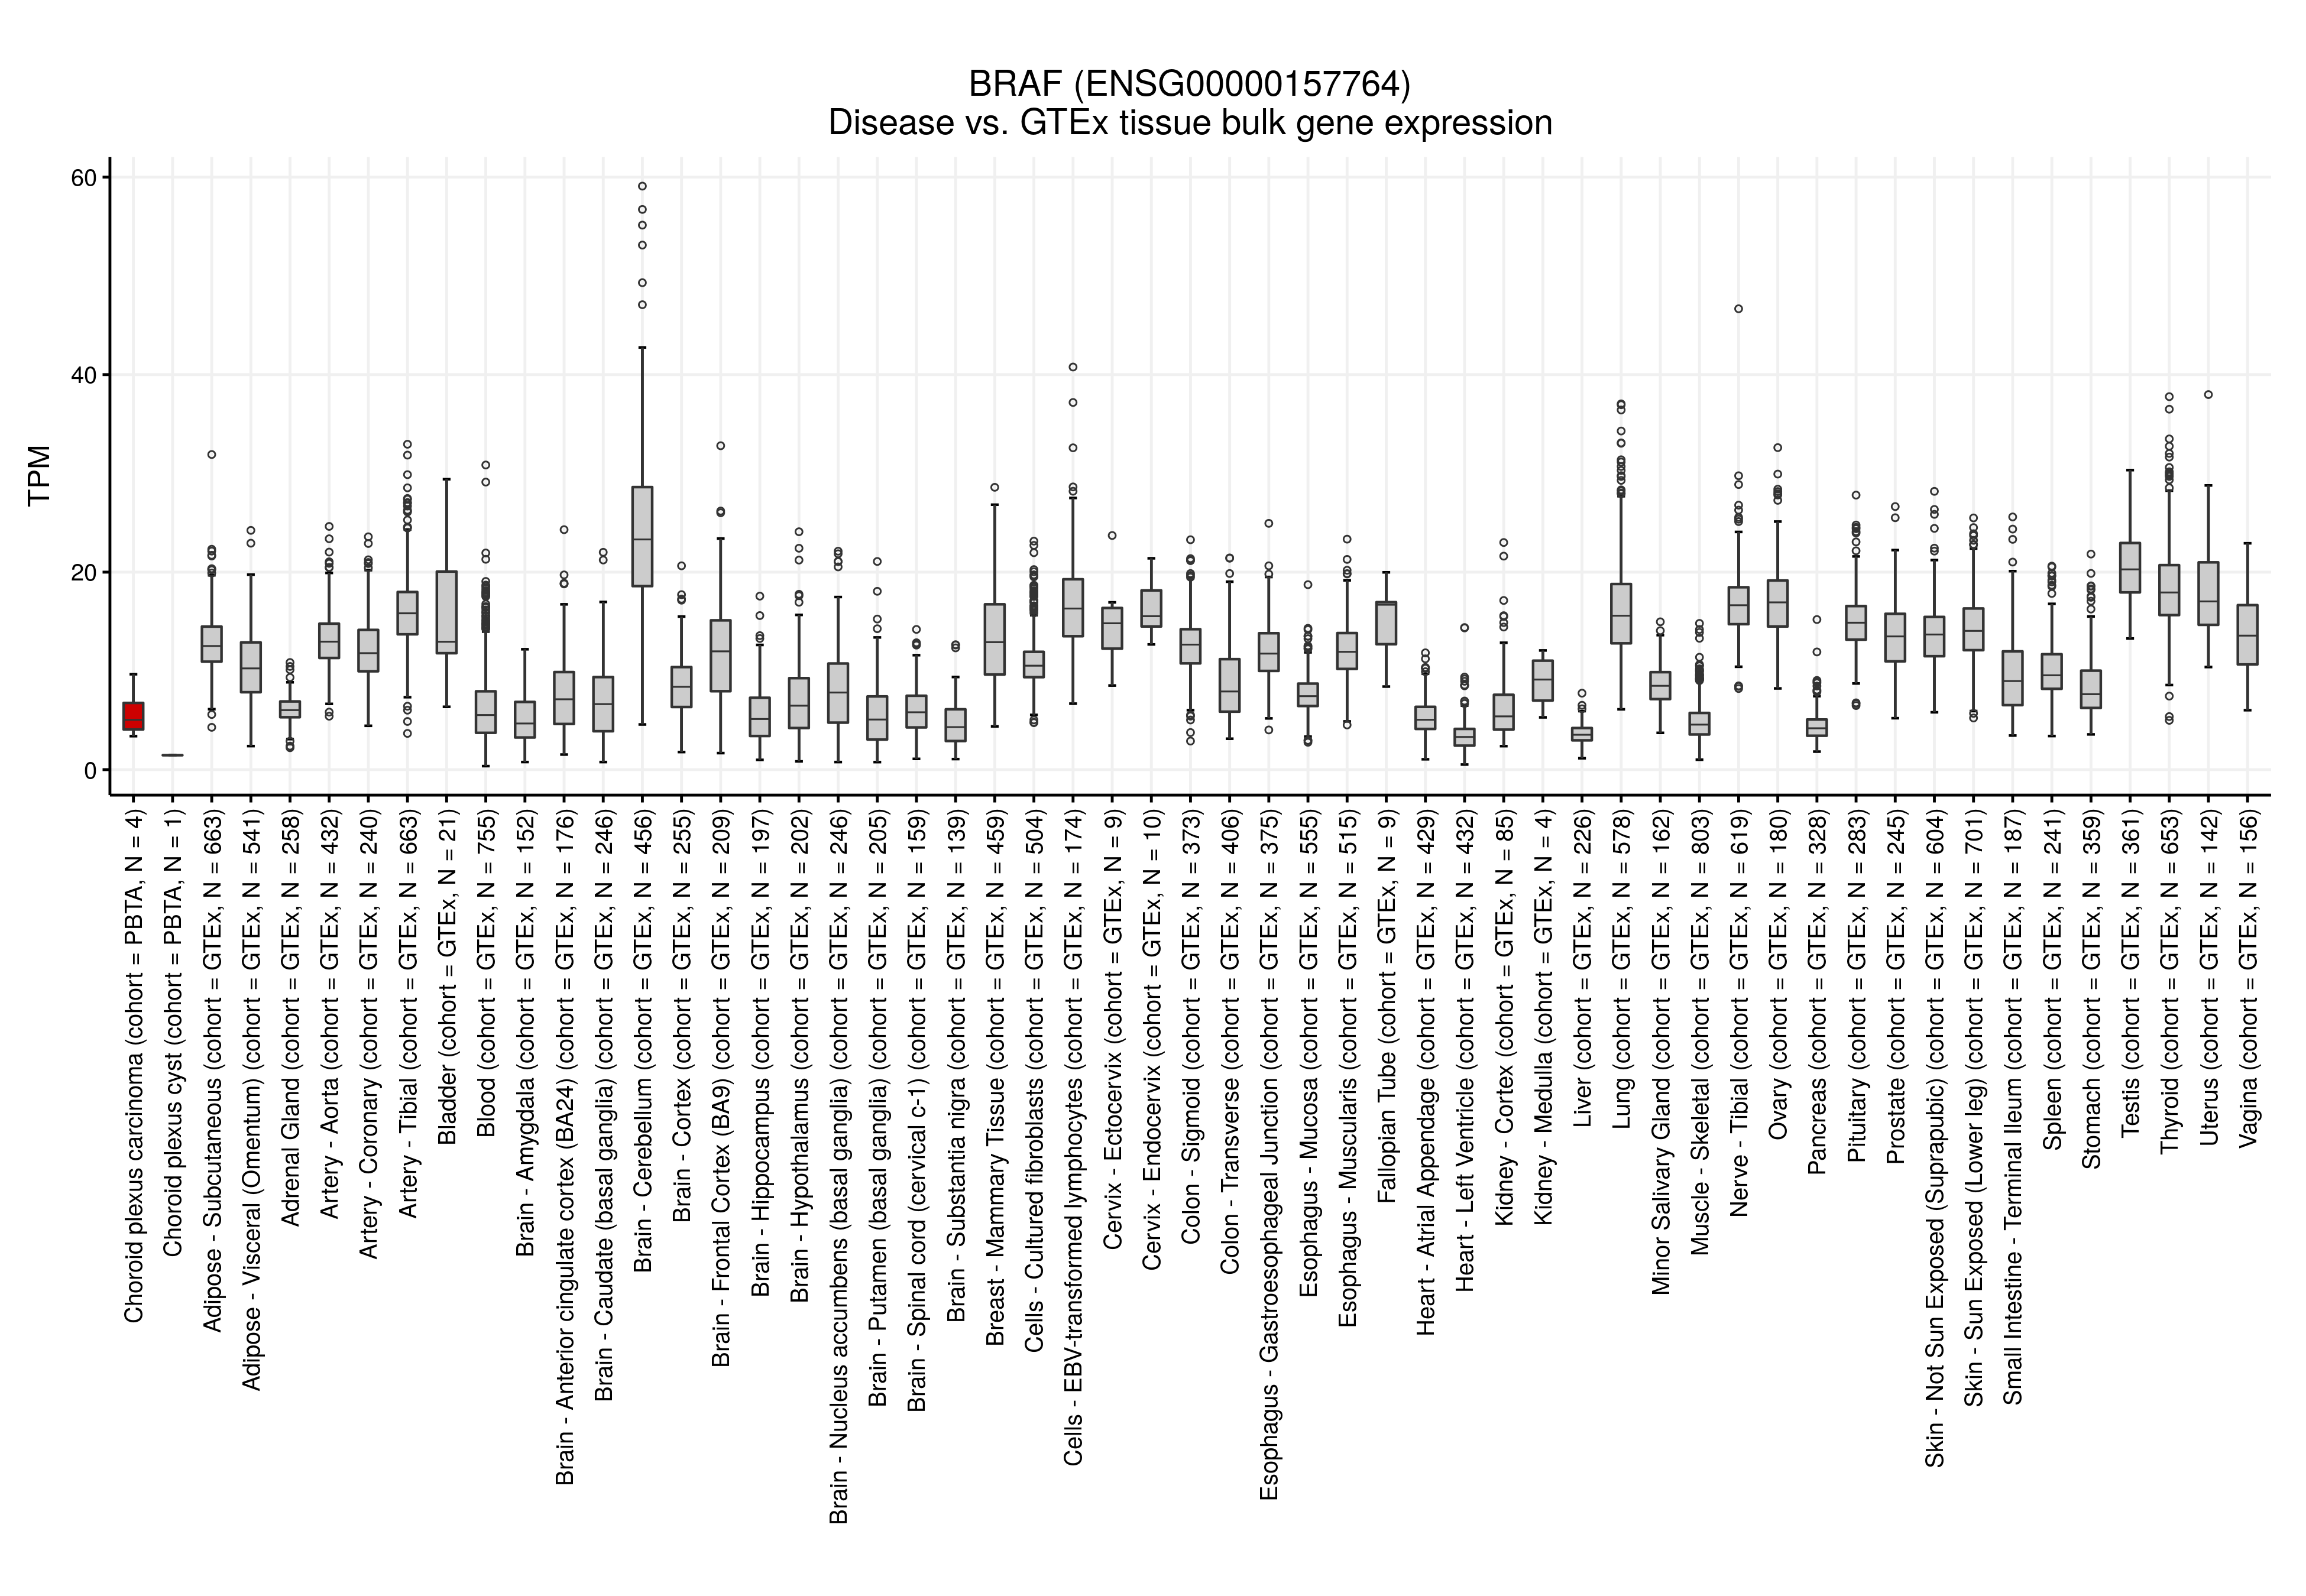 BRAF (ENSG00000157764)
Disease vs. GTEx tissue bulk gene expression
TPM
60
40
20
0
Choroid plexus carcinoma (cohort = PBTA, N = 4)
Choroid plexus cyst (cohort = PBTA, N = 1)
Adipose - Subcutaneous (cohort = GTEx, N = 663)
Adipose - Visceral (Omentum) (cohort = GTEx, N = 541)
Adrenal Gland (cohort = GTEx, N = 258)
Artery - Aorta (cohort = GTEx, N = 432)
Artery - Coronary (cohort = GTEx, N = 240)
Artery - Tibial (cohort = GTEx, N = 663)
Bladder (cohort = GTEx, N = 21)
Blood (cohort = GTEx, N = 755)
Brain - Amygdala (cohort = GTEx, N = 152)
Brain - Anterior cingulate cortex (BA24) (cohort = GTEx, N = 176)
Brain - Caudate (basal ganglia) (cohort = GTEx, N = 246)
Brain - Cerebellum (cohort = GTEx, N = 456)
Brain - Cortex (cohort = GTEx, N = 255)
Brain - Frontal Cortex (BA9) (cohort = GTEx, N = 209)
Brain - Hippocampus (cohort = GTEx, N = 197)
Brain - Hypothalamus (cohort = GTEx, N = 202)
Brain - Nucleus accumbens (basal ganglia) (cohort = GTEx, N = 246)
Brain - Putamen (basal ganglia) (cohort = GTEx, N = 205)
Brain - Spinal cord (cervical c-1) (cohort = GTEx, N = 159)
Brain - Substantia nigra (cohort = GTEx, N = 139)
Breast - Mammary Tissue (cohort = GTEx, N = 459)
Cells - Cultured fibroblasts (cohort = GTEx, N = 504)
Cells - EBV-transformed lymphocytes (cohort = GTEx, N = 174)
Cervix - Ectocervix (cohort = GTEx, N = 9)
Cervix - Endocervix (cohort = GTEx, N = 10)
Colon - Sigmoid (cohort = GTEx, N = 373)
Colon - Transverse (cohort = GTEx, N = 406)
Esophagus - Gastroesophageal Junction (cohort = GTEx, N = 375)
Esophagus - Mucosa (cohort = GTEx, N = 555)
Esophagus - Muscularis (cohort = GTEx, N = 515)
Fallopian Tube (cohort = GTEx, N = 9)
Heart - Atrial Appendage (cohort = GTEx, N = 429)
Heart - Left Ventricle (cohort = GTEx, N = 432)
Kidney - Cortex (cohort = GTEx, N = 85)
Kidney - Medulla (cohort = GTEx, N = 4)
Liver (cohort = GTEx, N = 226)
Lung (cohort = GTEx, N = 578)
Minor Salivary Gland (cohort = GTEx, N = 162)
Muscle - Skeletal (cohort = GTEx, N = 803)
Nerve - Tibial (cohort = GTEx, N = 619)
Ovary (cohort = GTEx, N = 180)
Pancreas (cohort = GTEx, N = 328)
Pituitary (cohort = GTEx, N = 283)
Prostate (cohort = GTEx, N = 245)
Skin - Not Sun Exposed (Suprapubic) (cohort = GTEx, N = 604)
Skin - Sun Exposed (Lower leg) (cohort = GTEx, N = 701)
Small Intestine - Terminal Ileum (cohort = GTEx, N = 187)
Spleen (cohort = GTEx, N = 241)
Stomach (cohort = GTEx, N = 359)
Testis (cohort = GTEx, N = 361)
Thyroid (cohort = GTEx, N = 653)
Uterus (cohort = GTEx, N = 142)
Vagina (cohort = GTEx, N = 156)